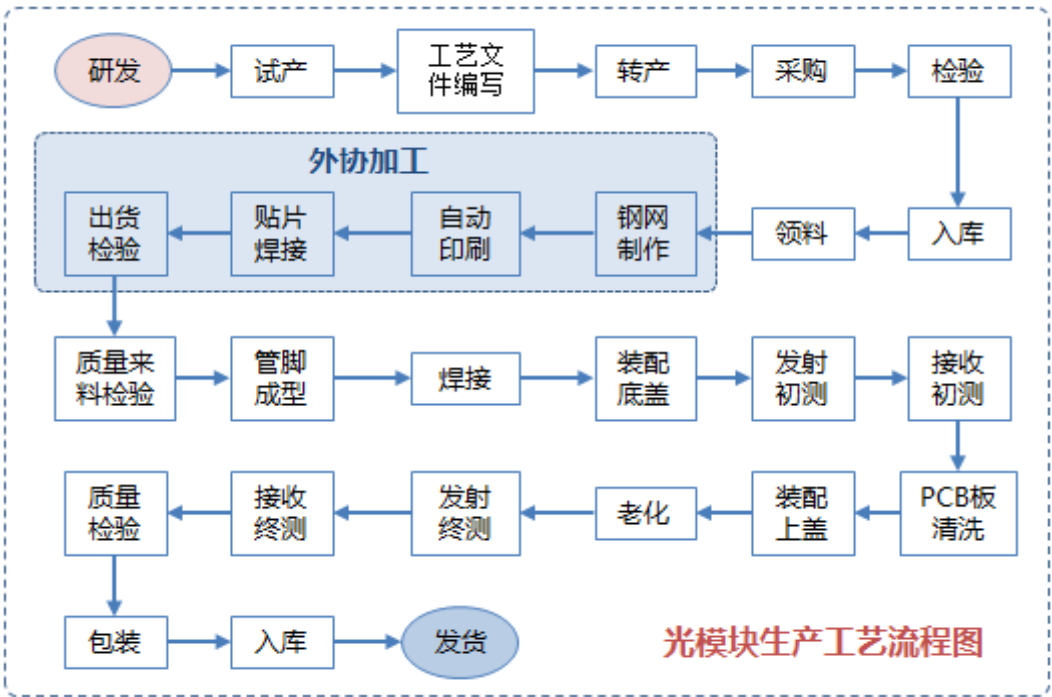 研发
试产
工艺文
件编写
转产
采购
检验
外协加工
出货
检验
贴片
焊接
自动
印刷
钢网
制作
领料
入库
质量来
料检验
管脚
成型
焊接
装配
底盖
发射
初测
接收
初测
质量
检验
接收
终测
发射
终测
老化
装配
上盖
PCB板
清洗
包装
入库
发货
光模块生产工艺流程图